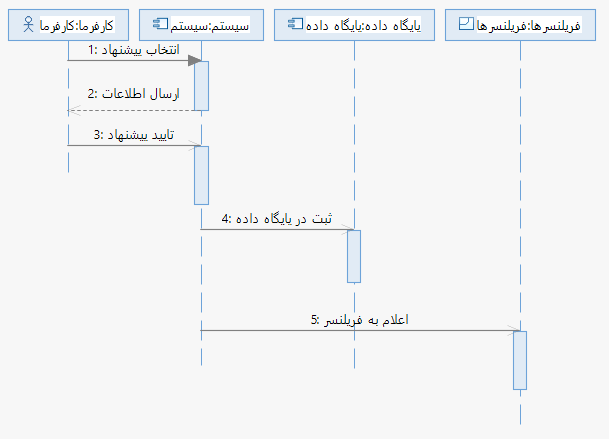 کارفرما:کارفرما
سیستم:سیستم
پایگاه داده:پایگاه داده
فریلنسرها:فریلنسرها
1: انتخاب پیشنهاد
2: ارسال اطلاعات
3: تایید پیشنهاد
4: ثبت در پایگاه داده
5: اعلام به فریلنسر